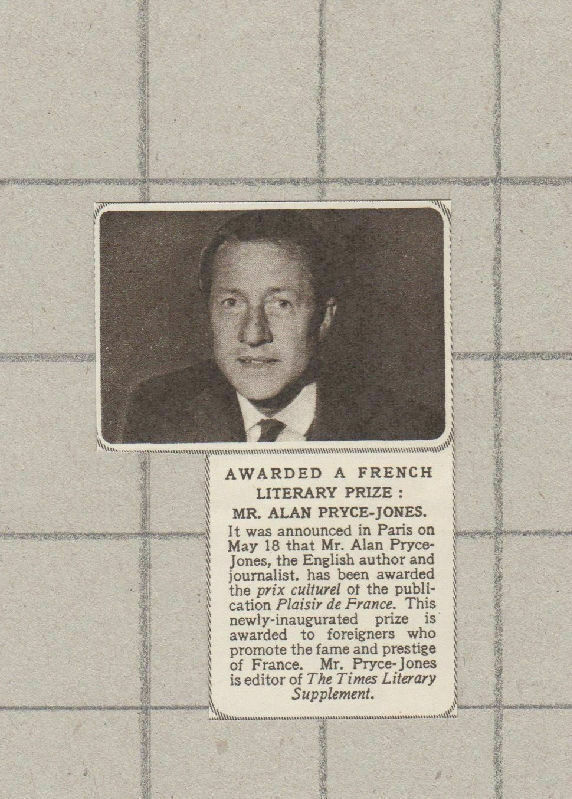 AWARDED A FRENCH
LITERARY PRIZE :
MR. ALAN PRYCE-JONES.
It was announced in Paris on
May 18 that Mr. Alan Pryce-
Jones, the English author and
journalist, has been awarded
the prix culturel of the publi-
cation Plaisir de France. This
newly-inaugurated prize is
awarded to foreigners who
promote the fame and prestige
of France. Mr. Pryce-Jones
is editor of The Times Literary
Supplement.